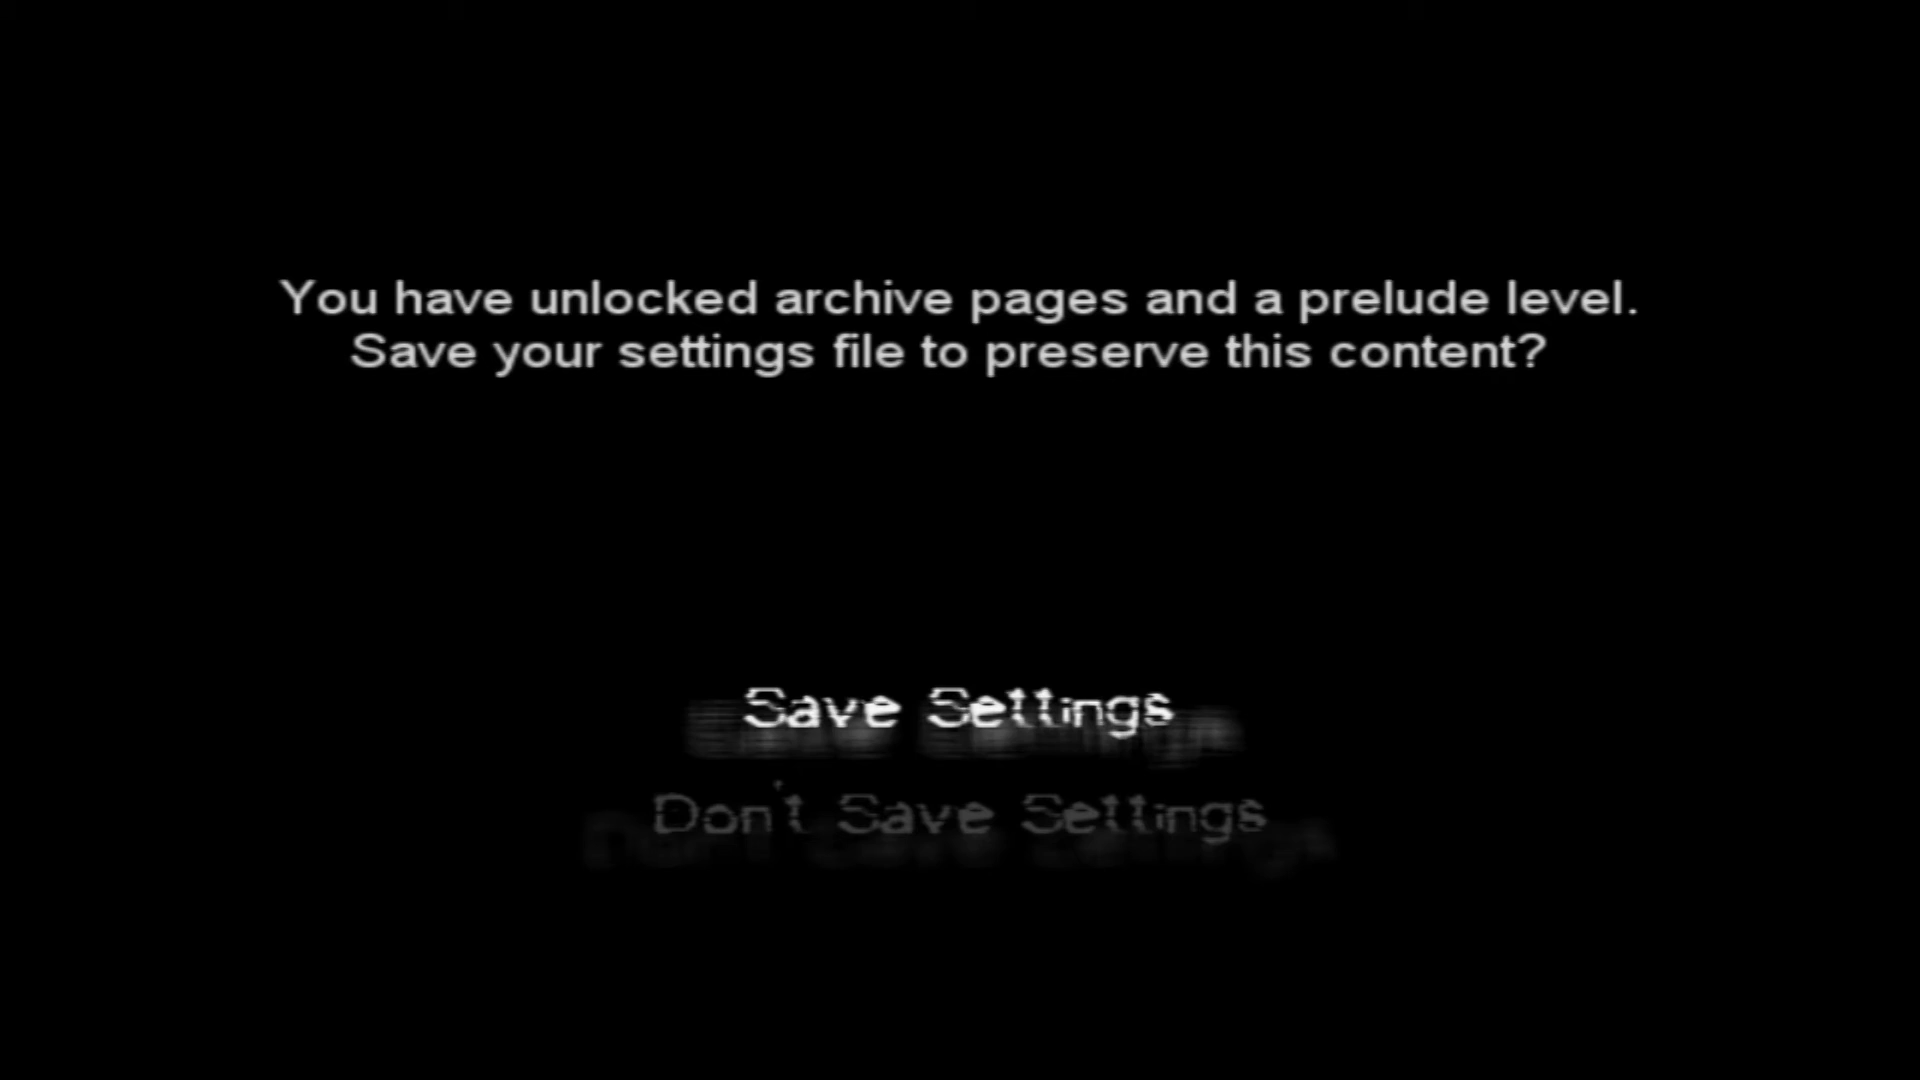 You have unlocked archive pages and a prelude level.
Save your settings file to preserve this content?
Save Settings
Don't Save Settings